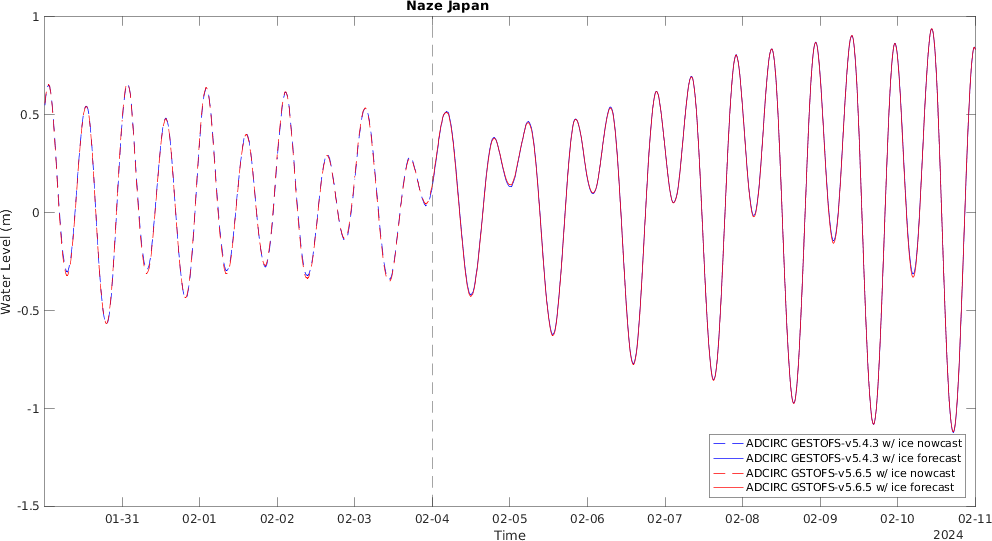 Naze Japan
1
0.5
0
-0.5
-1
-1.5
Water Level (m)
01-31 02-01 02-02 02-03 02-04 02-05 02-06 02-07 02-08 02-09 02-10 02-11
Time
2024
ADCIRC GESTOFS-v5.4.3 w/ ice nowcast
ADCIRC GESTOFS-v5.4.3 w/ ice forecast
ADCIRC GSTOFS-v5.6.5 w/ ice nowcast
ADCIRC GSTOFS-v5.6.5 w/ ice forecast